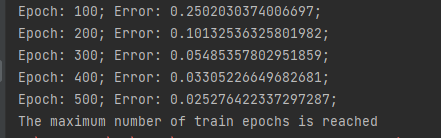 Epoch: 100; Error: 0.2502030374006697;
Epoch: 200; Error: 0.10132536325801982;
Epoch: 300; Error: 0.05485357802951859;
Epoch: 400; Error: 0.03305226649682681;
Epoch: 500; Error: 0.025276422337297287;
The maximum number of train epochs is reached